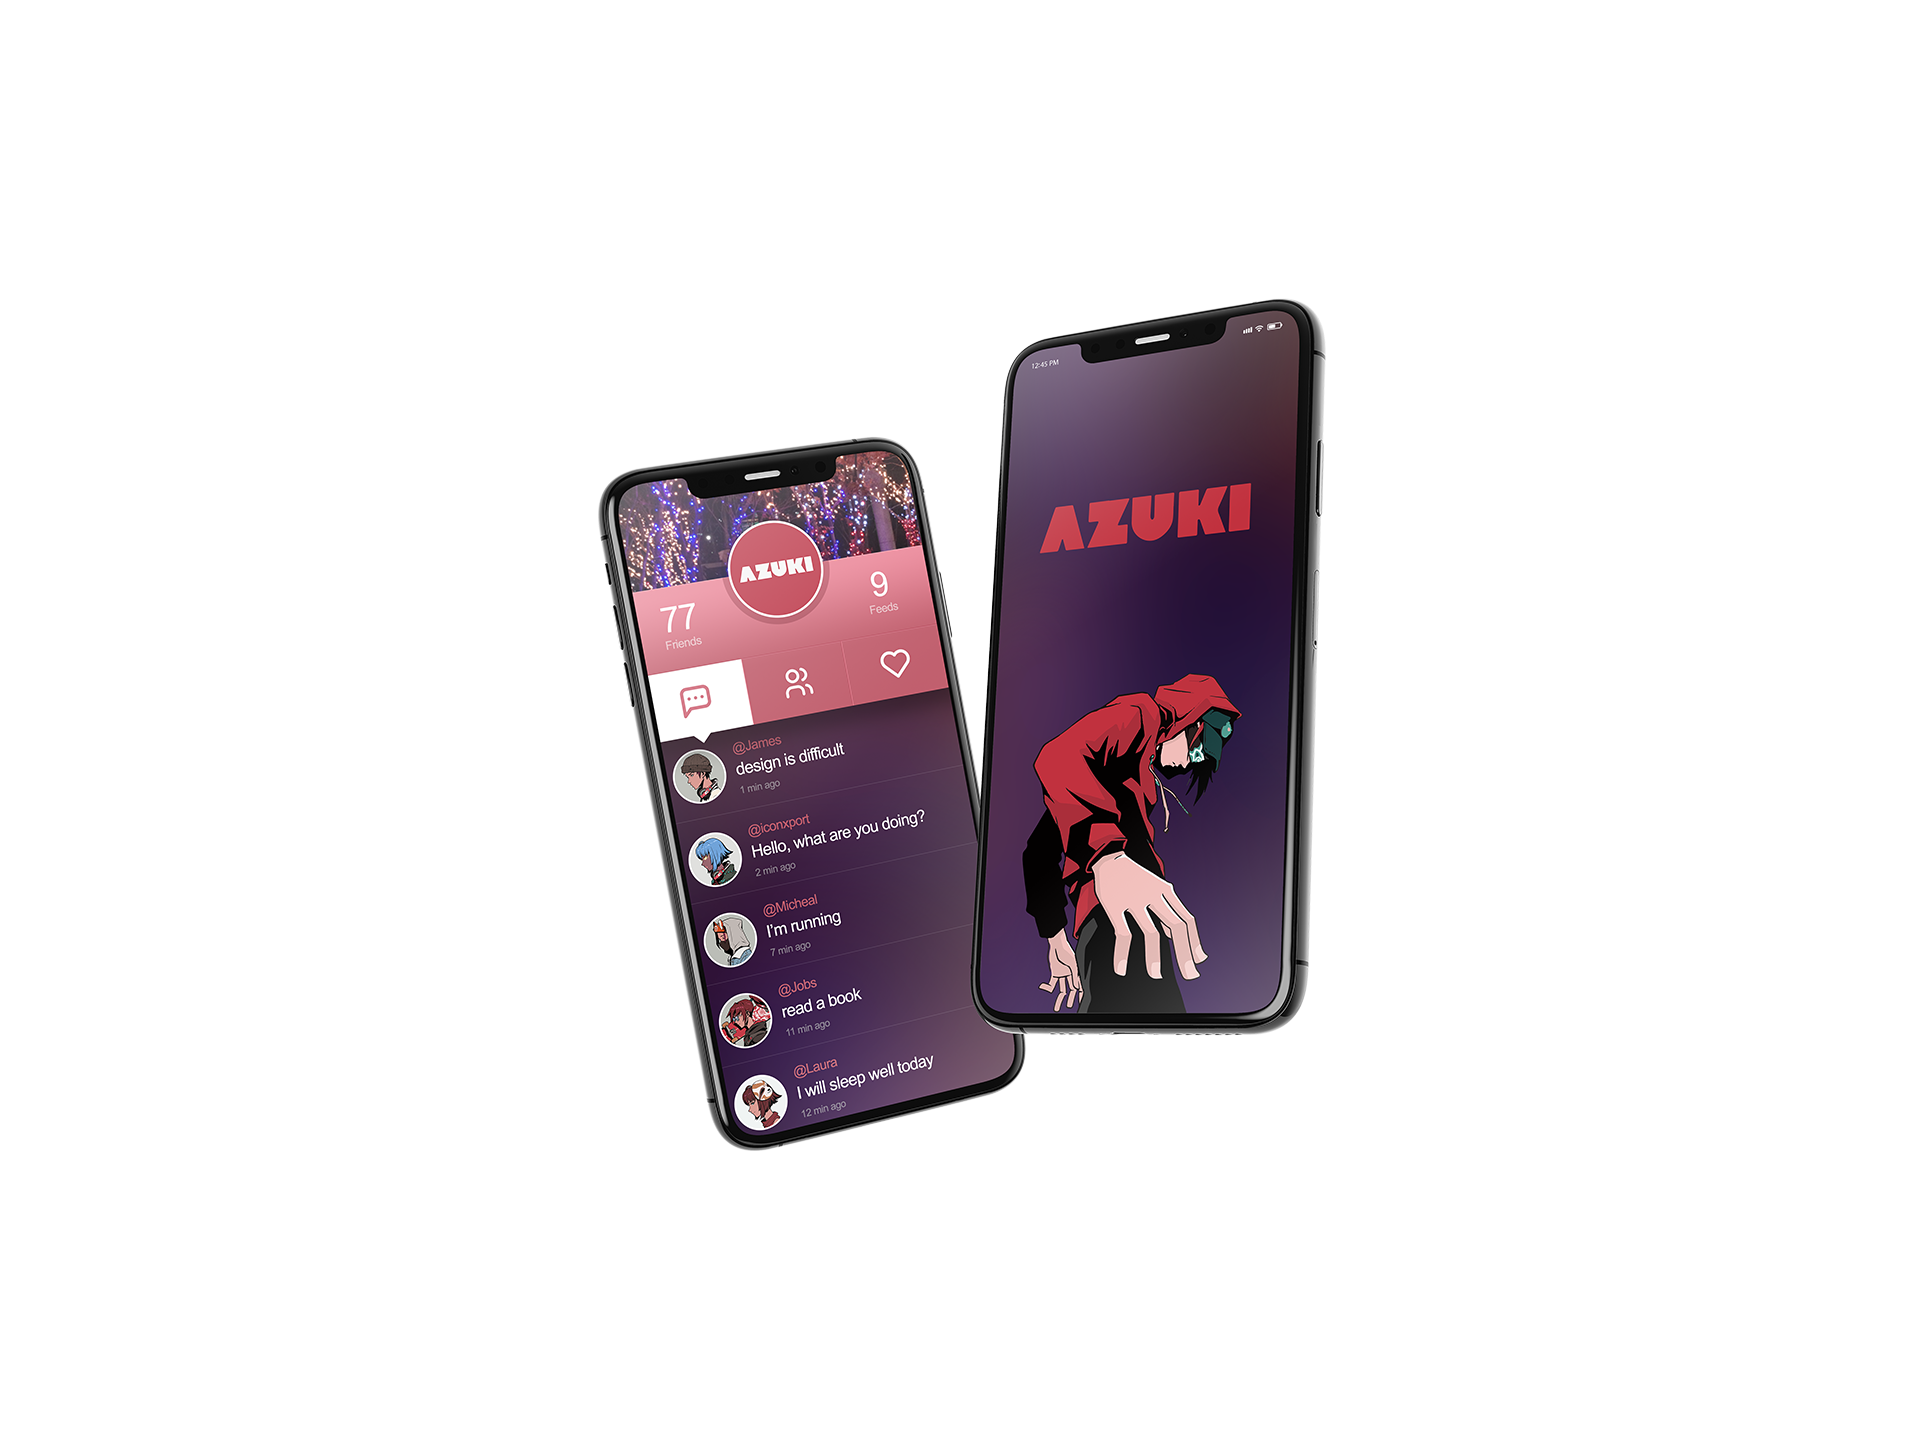 AZUKI
77
Friends
9
Feeds
@James
design is difficult
1 min ago
@iconxport
Hello, what are you doing?
2 min ago
@Micheal
I'm running
7 min ago
@Jobs
read a book
11 min ago
@Laura
I will sleep well today
12 min ago
12:45 PM
AZUKI